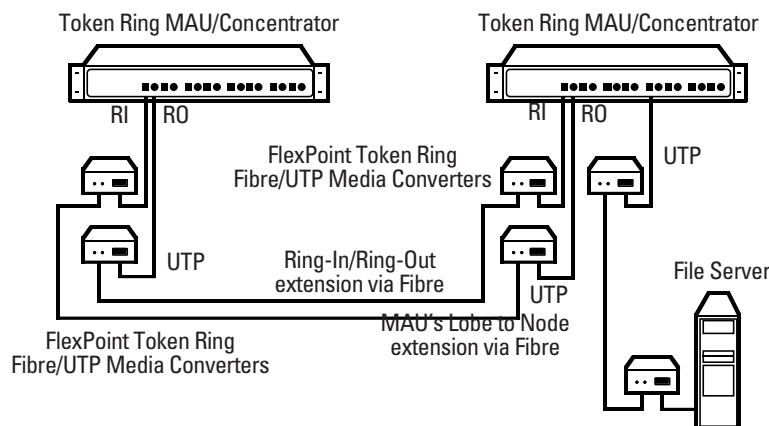 Token Ring MAU/Concentrator
Token Ring MAU/Concentrator
RI
RO
RI
RO
FlexPoint Token Ring
Fibre/UTP Media Converters
UTP
UTP
Ring-In/Ring-Out
extension via Fibre
UTP
File Server
MAU's Lobe to Node
extension via Fibre
FlexPoint Token Ring
Fibre/UTP Media Converters